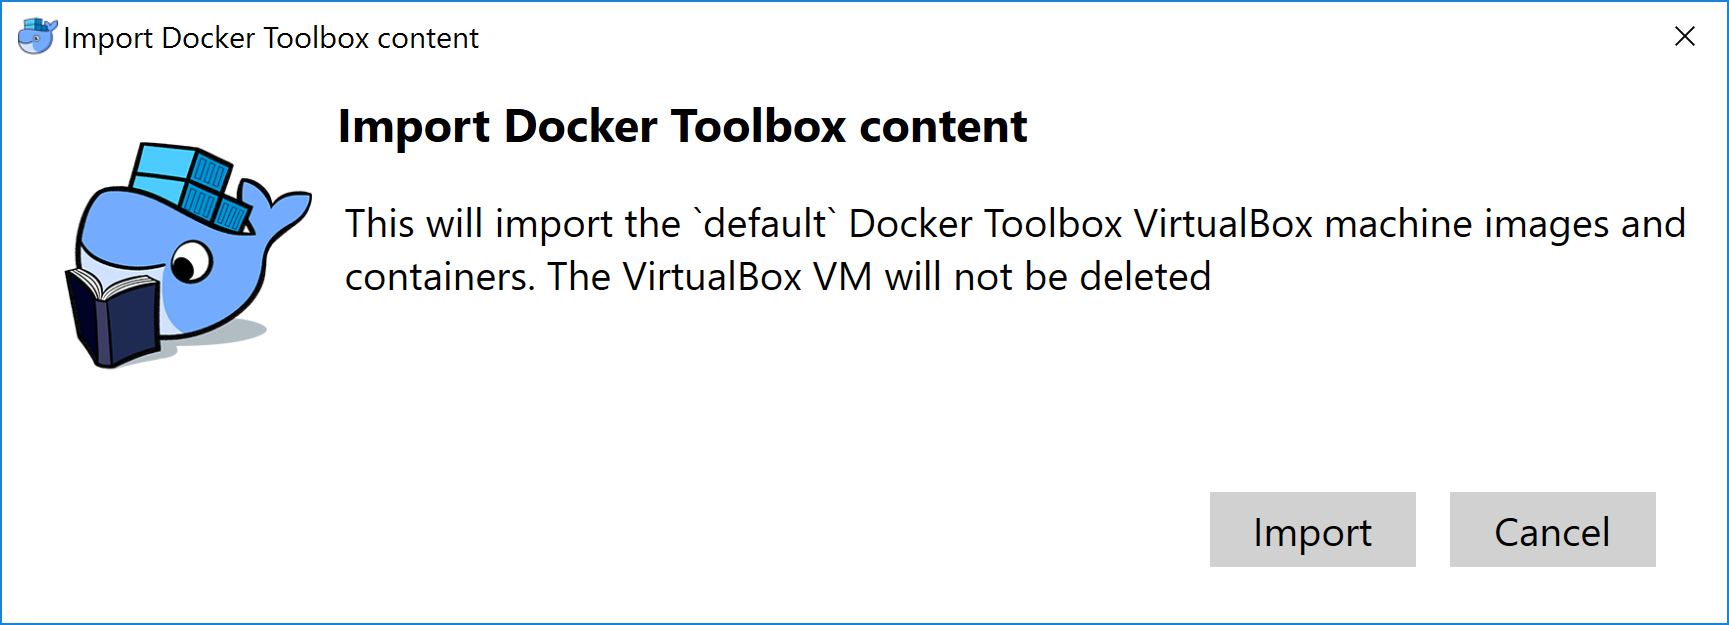 Import Docker Toolbox content
Import Docker Toolbox content
This will import the `default` Docker Toolbox VirtualBox machine images and
containers. The VirtualBox VM will not be deleted
Import
Cancel